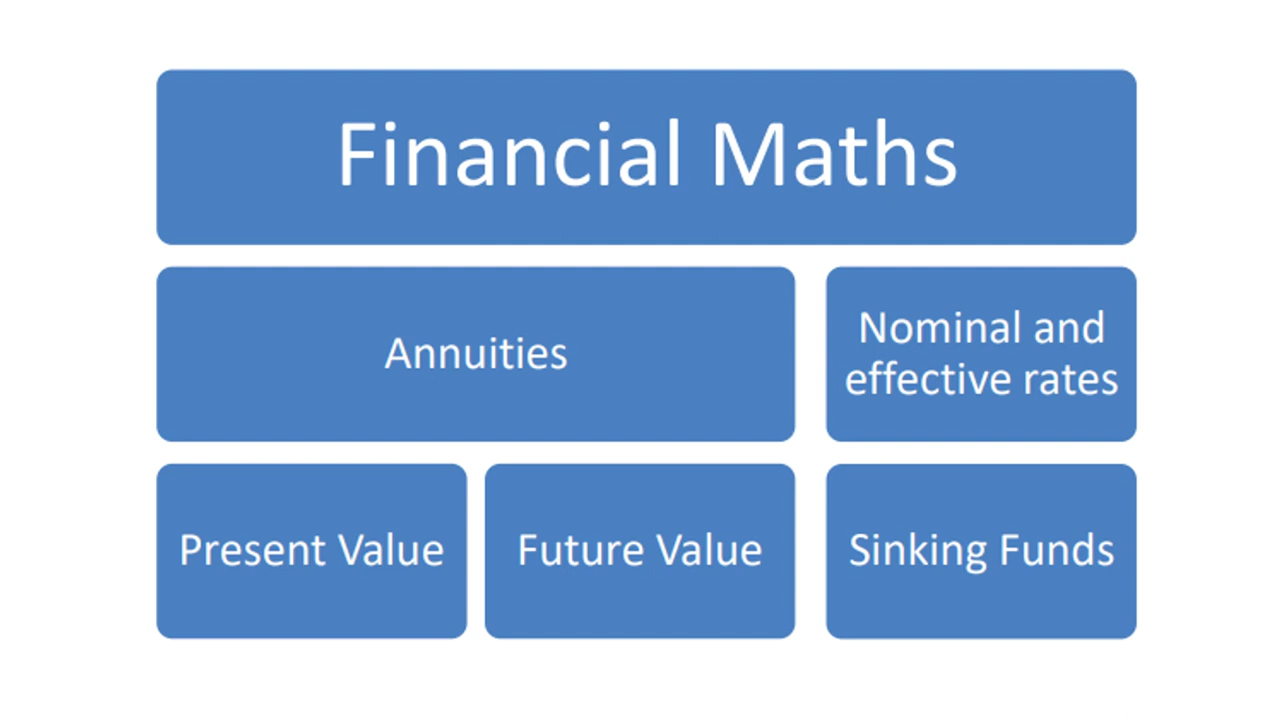 Financial Maths
Annuities
Nominal and
effective rates
Present Value
Future Value
Sinking Funds